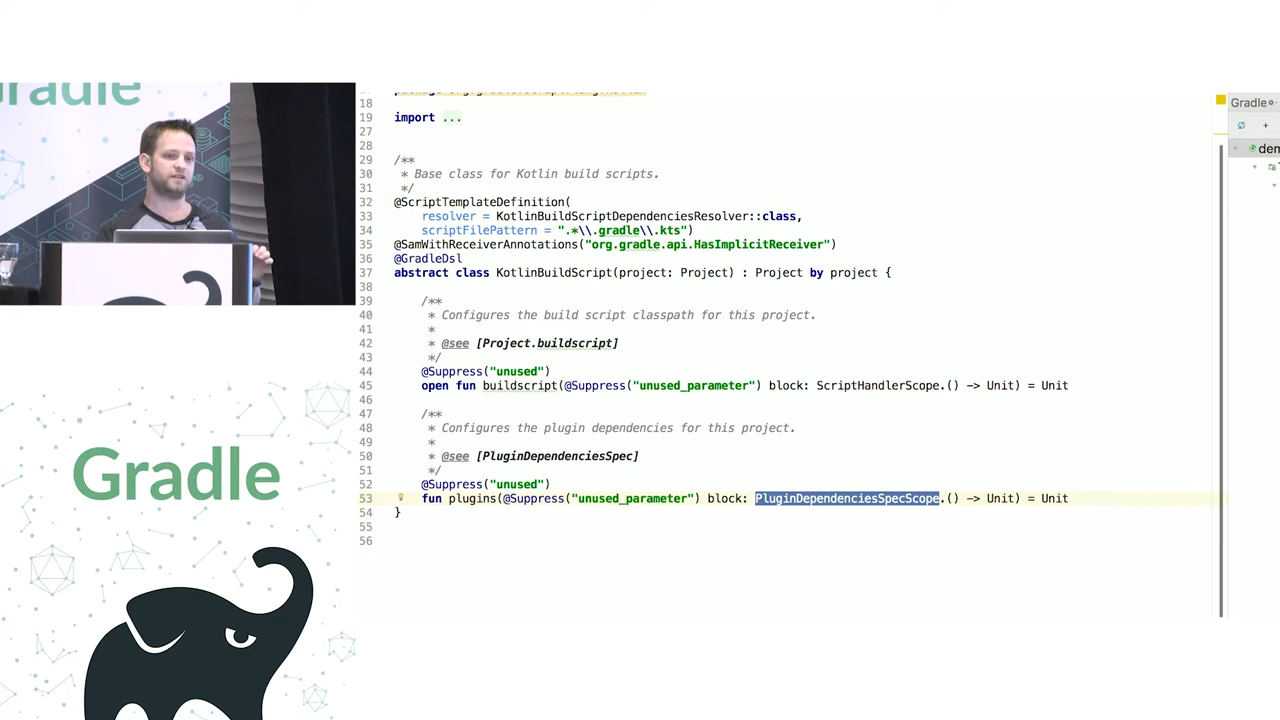 Gradle
18
19 import ...
27
28
29 /**
30 * Base class for Kotlin build scripts.
31 */
32 @ScriptTemplateDefinition(
33 resolver = KotlinBuildScriptDependenciesResolver::class,
34 scriptFilePattern = ".*\\.gradle\\.kts")
35 @SamWithReceiverAnnotations("org.gradle.api.HasImplicitReceiver")
36 @GradleDsl
37 abstract class KotlinBuildScript(project: Project) : Project by project {
38
39 /**
40 * Configures the build script classpath for this project.
41 *
42 * @see [Project.buildscript]
43 */
44 @Suppress("unused")
45 open fun buildscript(@Suppress("unused_parameter") block: ScriptHandlerScope.() -> Unit) = Unit
46
47 /**
48 * Configures the plugin dependencies for this project.
49 *
50 * @see [PluginDependenciesSpec]
51 */
52 @Suppress("unused")
53 fun plugins(@Suppress("unused_parameter") block: PluginDependenciesSpecScope.() -> Unit) = Unit
54 }
55
56
Gradle
Gradle